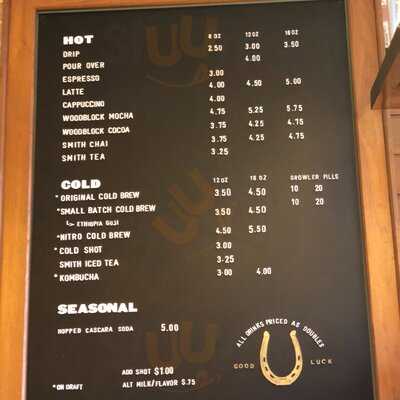 HOT 8 OZ 12 OZ 16 OZ
DRIP 2.50 3.00 3.50
POUR OVER 4.00
ESPRESSO 3.00
LATTE 4.00 4.50 5.00
CAPPUCCINO 4.00
WOODBLOCK MOCHA 4.75 5.25 5.75
WOODBLOCK COCOA 3.75 4.25 4.75
SMITH CHAI 3.75 4.25 4.75
SMITH TEA 3.25
COLD 12 OZ 16 OZ GROWLER FILLS
* ORIGINAL COLD BREW 3.50 4.50 10 20
* SMALL BATCH COLD BREW 3.50 4.50 10 20
ETHIOPIA GUJI
* NITRO COLD BREW 4.50 5.50
* COLD SHOT 3.00
SMITH ICED TEA 3.25
* KOMBUCHA 3.00 4.00
SEASONAL
HOPPED CASCARA SODA 5.00
ALL DRINKS PRICED AS DOUBLES
GOOD LUCK
ADD SHOT $1.00
* ON DRAFT ALT MILK/FLAVOR $.75